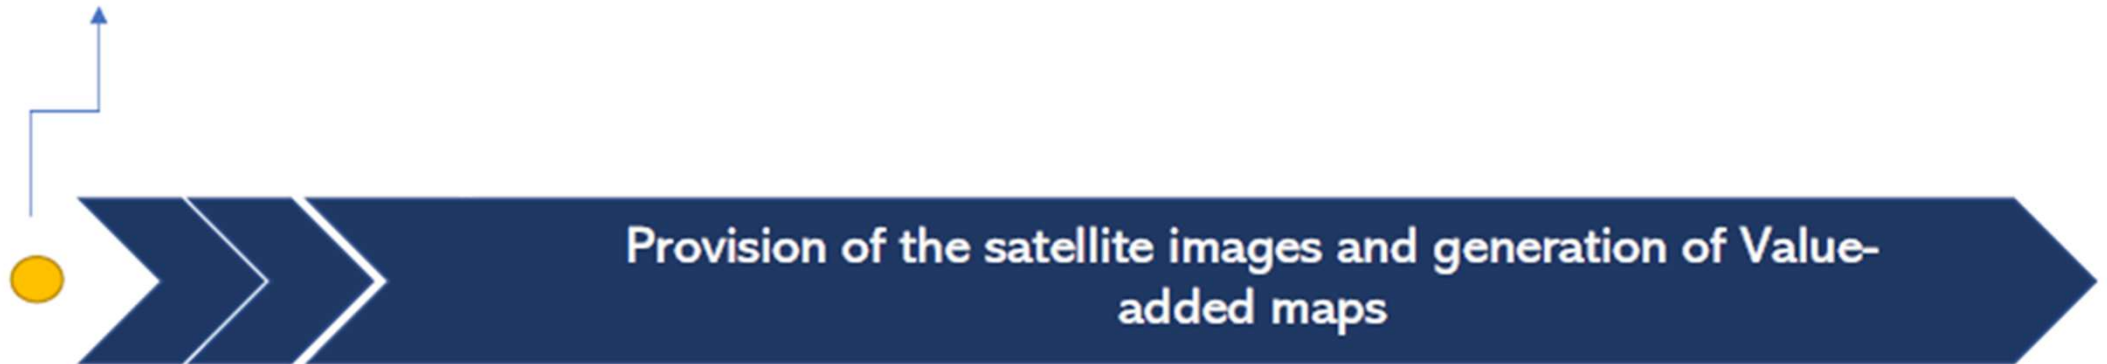 Provision of the satellite images and generation of Value-
added maps